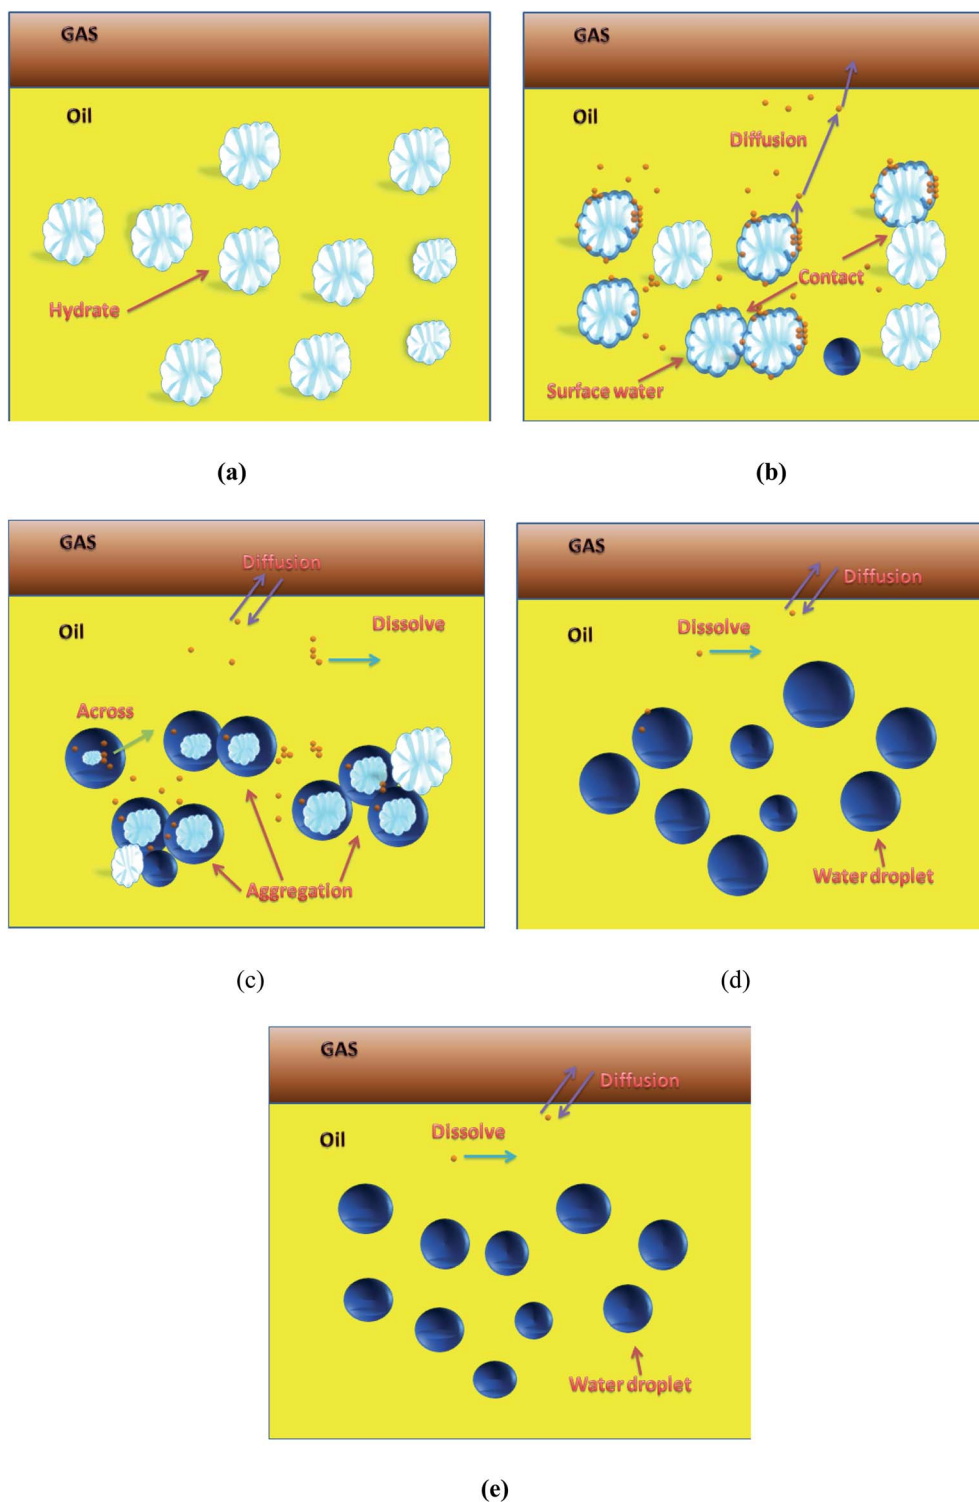 GAS
Oil
Hydrate
(a)
GAS
Oil
Diffusion
Contact
Surface water
(b)
GAS
Diffusion
Oil
Dissolve
Across
Aggregation
(c)
GAS
Diffusion
Oil
Dissolve
Water droplet
(d)
GAS
Diffusion
Oil
Dissolve
Water droplet
(e)